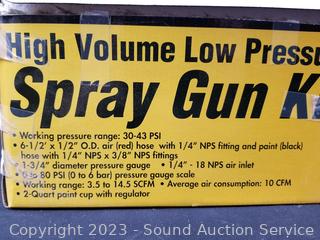 High Volume Low Pressu
Spray Gun K
• Working pressure range: 30-43 PSI
• 6-1/2' x 1/2" O.D. air (red) hose with 1/4" NPS fitting and paint (black)
hose with 1/4" NPS x 3/8" NPS fittings
• 1-3/4" diameter pressure gauge • 1/4" - 18 NPS air inlet
• 0 to 80 PSI (0 to 6 bar) pressure gauge scale
• Working range: 3.5 to 14.5 SCFM • Average air consumption: 10 CFM
• 2-Quart paint cup with regulator
Copyright 2023 - Sound Auction Service